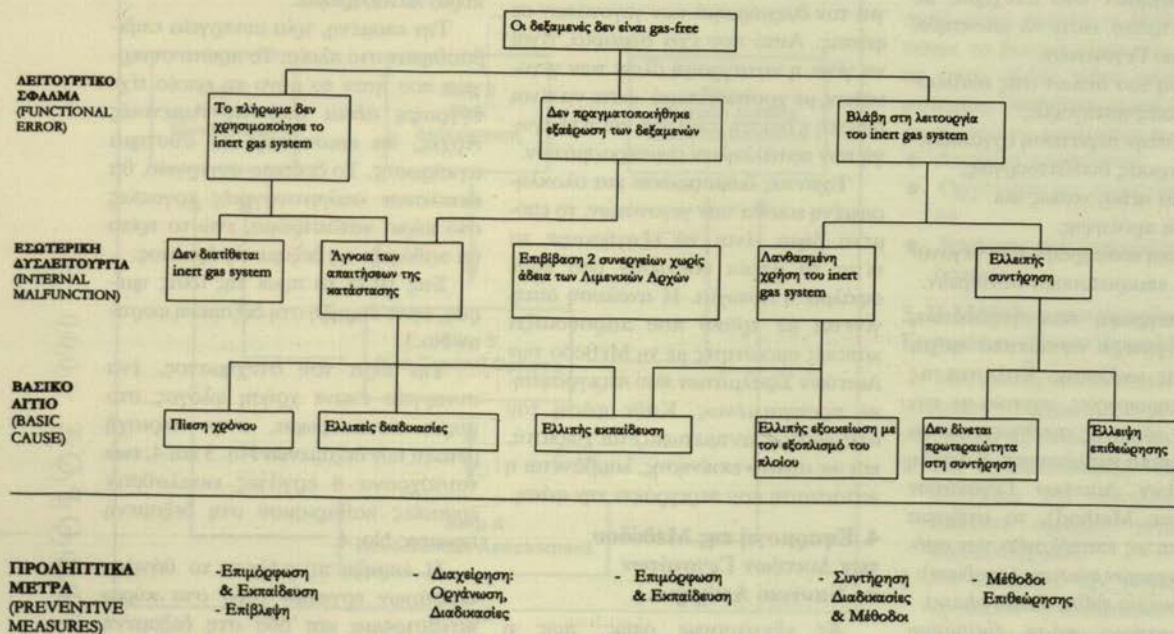 Οι δεξαμενές δεν είναι gas-free
ΛΕΙΤΟΥΡΓΙΚΟ
ΣΦΑΛΜΑ
(FUNCTIONAL
ERROR)
Το πλήρωμα δεν
χρησιμοποίησε το
inert gas system
Δεν πραγματοποιήθηκε
εξαέρωση των δεξαμενών
Βλάβη στη λειτουργία
του inert gas system
ΕΣΩΤΕΡΙΚΗ
ΔΥΣΛΕΙΤΟΥΡΓΙΑ
(INTERNAL
MALFUNCTION)
Δεν διατίθεται
inert gas system
Άγνοια των
απαιτήσεων της
κατάστασης
Επιβίβαση 2 συνεργείων χωρίς
άδεια των Λιμενικών Αρχών
Λανθασμένη
χρήση του inert
gas system
Ελλειπής
συντήρηση
ΒΑΣΙΚΟ
ΑΙΤΙΟ
(BASIC
CAUSE)
Πίεση χρόνου
Ελλιπείς διαδικασίες
Ελλιπής εκπαίδευση
Ελλιπής εξοικείωση με
τον εξοπλισμό του
πλοίου
Δεν δίνεται
προτεραιότητα
στη συντήρηση
Έλλειψη
επιθεώρησης
ΠΡΟΛΗΠΤΙΚΑ
ΜΕΤΡΑ
(PREVENTIVE
MEASURES)
-Επιμόρφωση
& Εκπαίδευση
- Επίβλεψη
- Διαχείρηση:
Οργάνωση,
Διαδικασίες
- Επιμόρφωση
& Εκπαίδευση
- Συντήρηση
Διαδικασίες
& Μέθοδοι
- Μέθοδοι
Επιθεώρησης